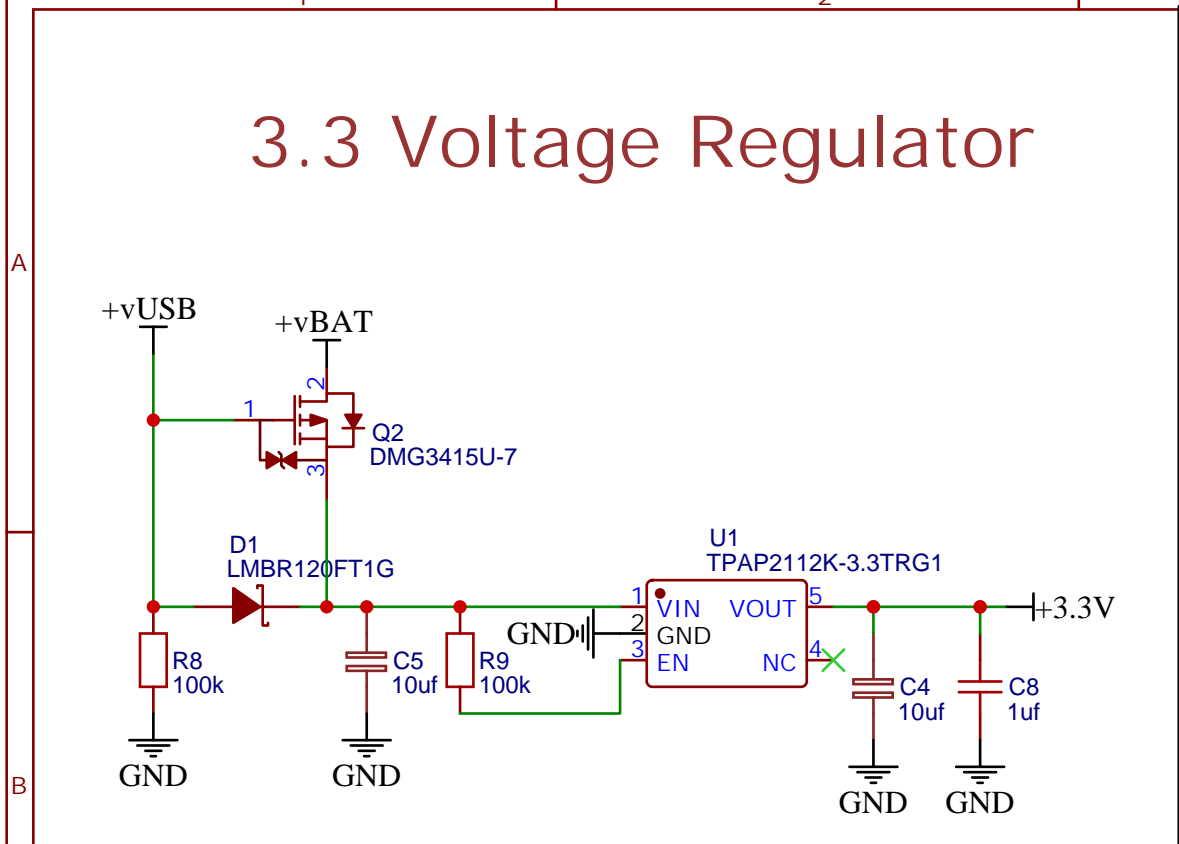 1 2
3.3 Voltage Regulator
A
+vUSB
+vBAT
2
1
Q2
DMG3415U-7
3
D1
LMBR120FT1G
U1
TPAP2112K-3.3TRG1
1 VIN VOUT 5
+3.3V
GND 2 GND
3 EN NC 4
R8
100k
C5
10uf
R9
100k
C4
10uf
C8
1uf
GND
GND
GND
GND
B